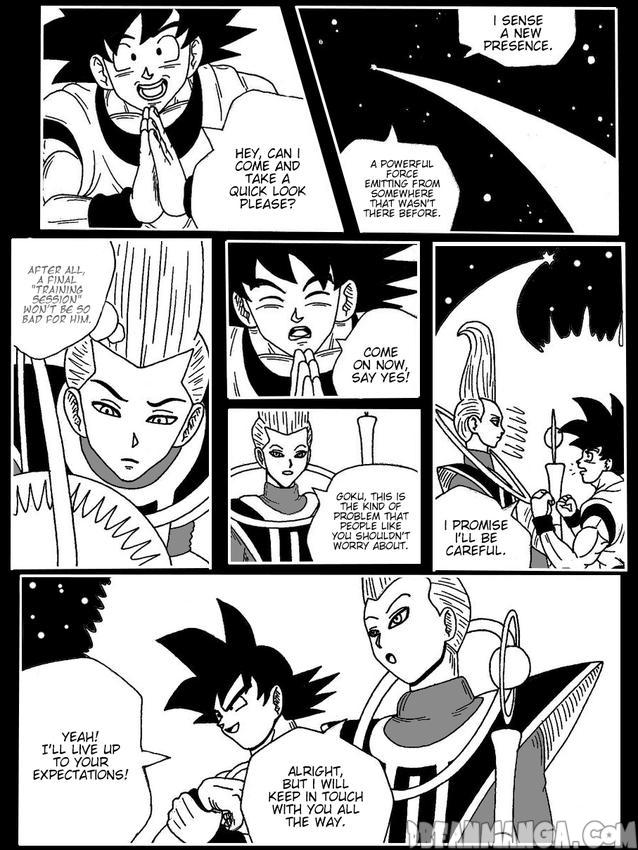 I SENSE
A NEW
PRESENCE.
A POWERFUL
FORCE
EMITTING FROM
SOMEWHERE
THAT WASN'T
THERE BEFORE.
HEY, CAN I
COME AND
TAKE A
QUICK LOOK
PLEASE?
I PROMISE
I'LL BE
CAREFUL.
COME
ON NOW,
SAY YES!
GOKU, THIS IS
THE KIND OF
PROBLEM THAT
PEOPLE LIKE
YOU SHOULDN'T
WORRY ABOUT.
AFTER ALL,
A FINAL
"TRAINING
SESSION"
WON'T BE SO
BAD FOR HIM.
ALRIGHT,
BUT I WILL
KEEP IN TOUCH
WITH YOU ALL
THE WAY.
YEAH!
I'LL LIVE UP
TO YOUR
EXPECTATIONS!
DBEANMANGA.COM